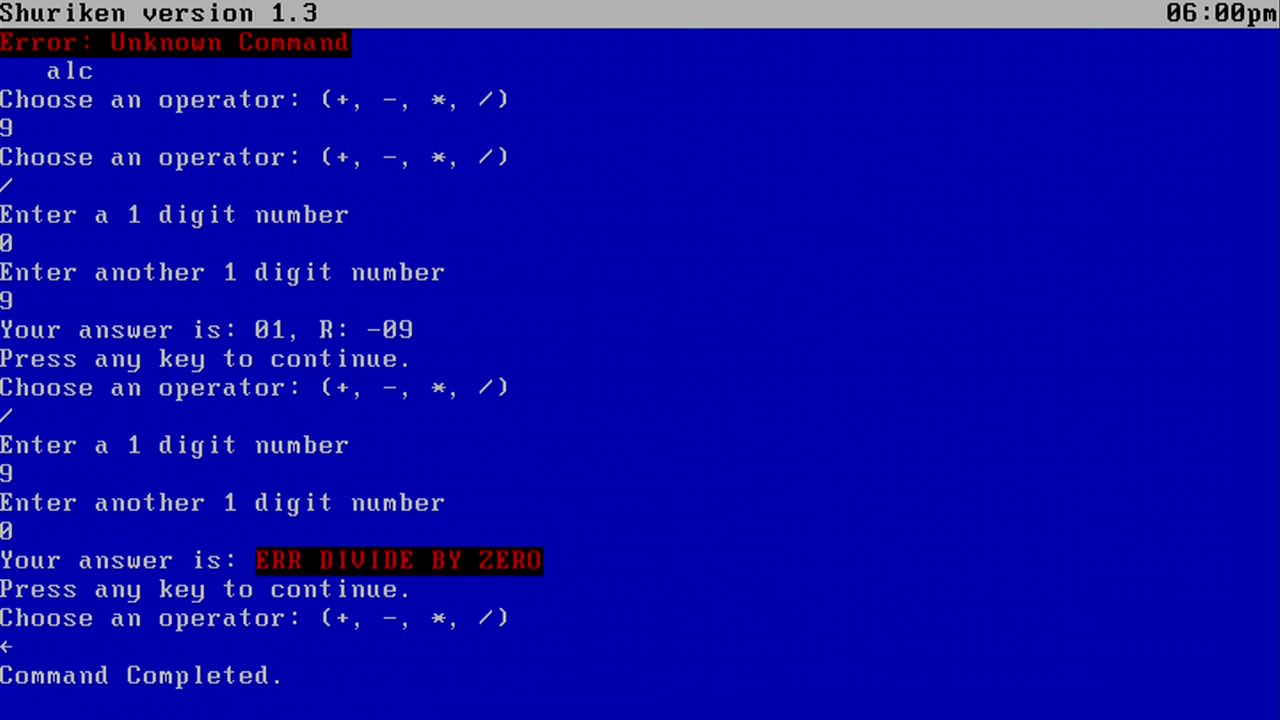 Shuriken version 1.3 06:00pm
Error: Unknown Command
alc
Choose an operator: (+, -, *, /)
9
Choose an operator: (+, -, *, /)
/
Enter a 1 digit number
0
Enter another 1 digit number
9
Your answer is: 01, R: -09
Press any key to continue.
Choose an operator: (+, -, *, /)
/
Enter a 1 digit number
9
Enter another 1 digit number
0
Your answer is: ERR DIVIDE BY ZERO
Press any key to continue.
Choose an operator: (+, -, *, /)
←
Command Completed.